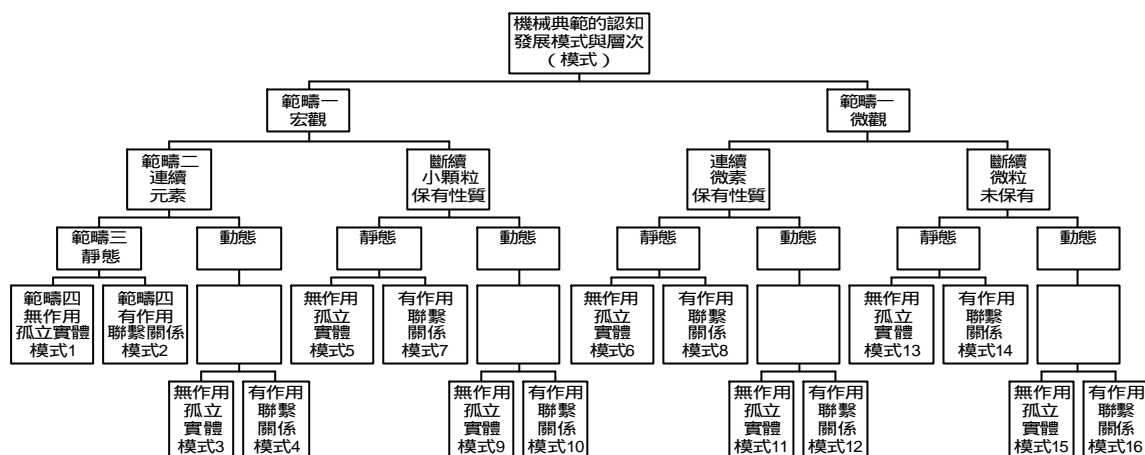 機械典範的認知
發展模式與層次
（模式）
範疇一
宏觀
範疇一
微觀
範疇二
連續
元素
斷續
小顆粒
保有性質
連續
微素
保有性質
斷續
微粒
未保有
範疇三
靜態
動態
靜態
動態
靜態
動態
靜態
動態
範疇四
無作用
孤立實體
模式1
範疇四
有作用
聯繫關係
模式2
無作用
孤立
實體
模式5
有作用
聯繫
關係
模式7
無作用
孤立
實體
模式6
有作用
聯繫
關係
模式8
無作用
孤立
實體
模式13
有作用
聯繫
關係
模式14
無作用
孤立
實體
模式3
有作用
聯繫
關係
模式4
無作用
孤立
實體
模式9
有作用
聯繫
關係
模式10
無作用
孤立
實體
模式11
有作用
聯繫
關係
模式12
無作用
孤立
實體
模式15
有作用
聯繫
關係
模式16